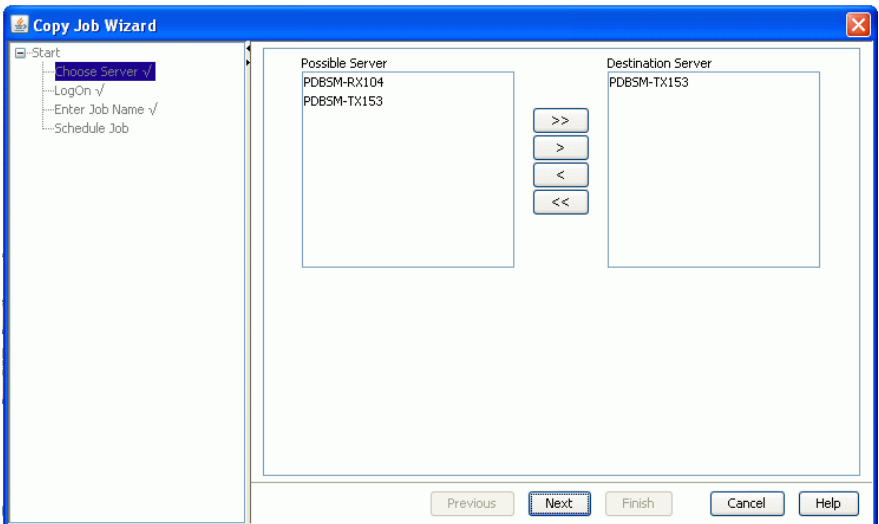 Copy Job Wizard
Start
Choose Server √
LogOn √
Enter Job Name √
Schedule Job
Possible Server
PDBSM-RX104
PDBSM-TX153
>>
>
<
<<
Destination Server
PDBSM-TX153
Previous
Next
Finish
Cancel
Help